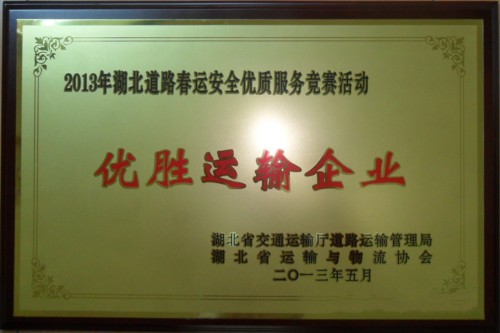 2013年湖北道路春运安全优质服务竞赛活动
优胜运输企业
湖北省交通运输厅道路运输管理局
湖北省运输与物流协会
二〇一三年五月